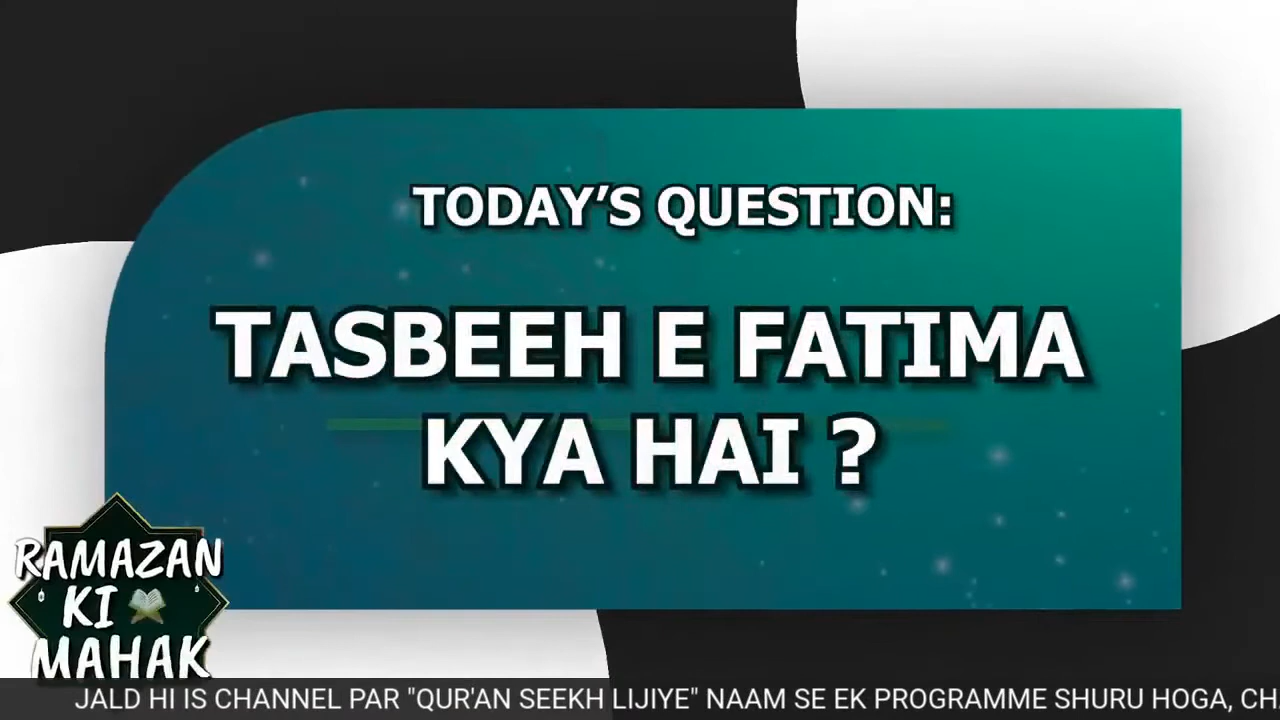 TODAY’S QUESTION:
TASBEEH E FATIMA
KYA HAI ?
RAMAZAN
KI
MAHAK
JALD HI IS CHANNEL PAR "QUR'AN SEEKH LIJIYE" NAAM SE EK PROGRAMME SHURU HOGA,